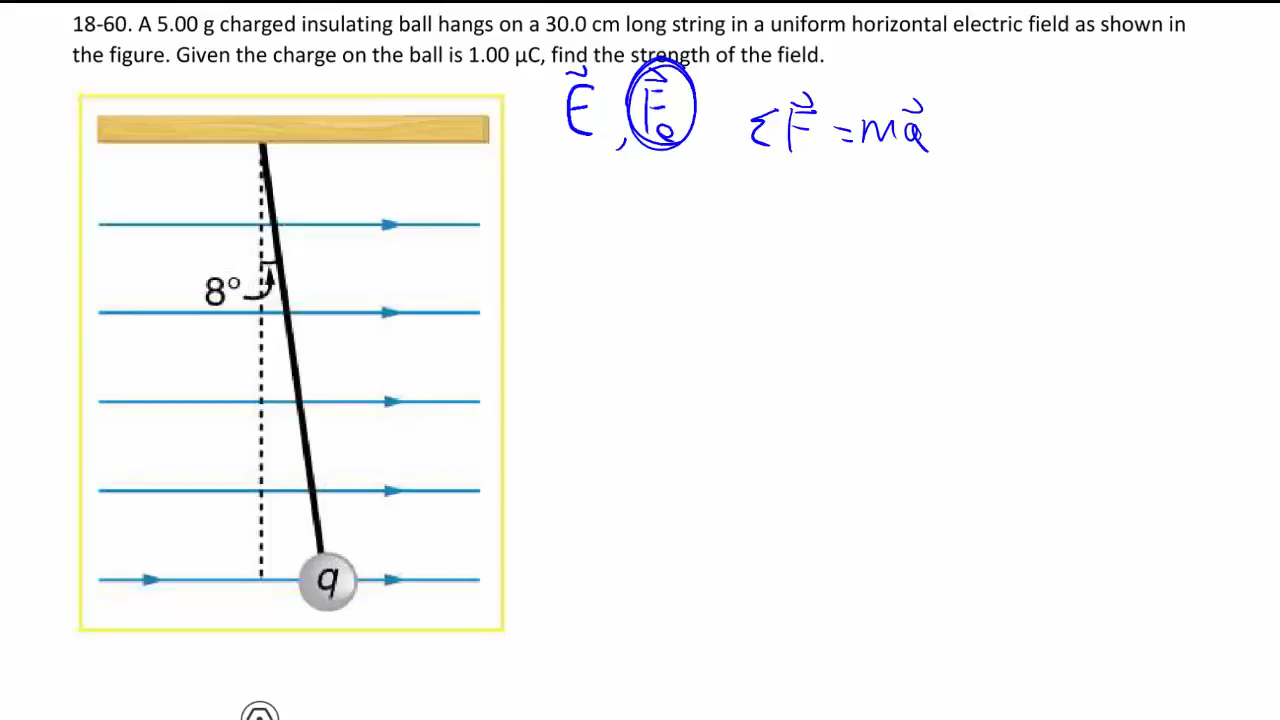 18-60. A 5.00 g charged insulating ball hangs on a 30.0 cm long string in a uniform horizontal electric field as shown in
the figure. Given the charge on the ball is 1.00 µC, find the strength of the field.
E⃗ , F⃗e ΣF⃗ = ma⃗
8°
q